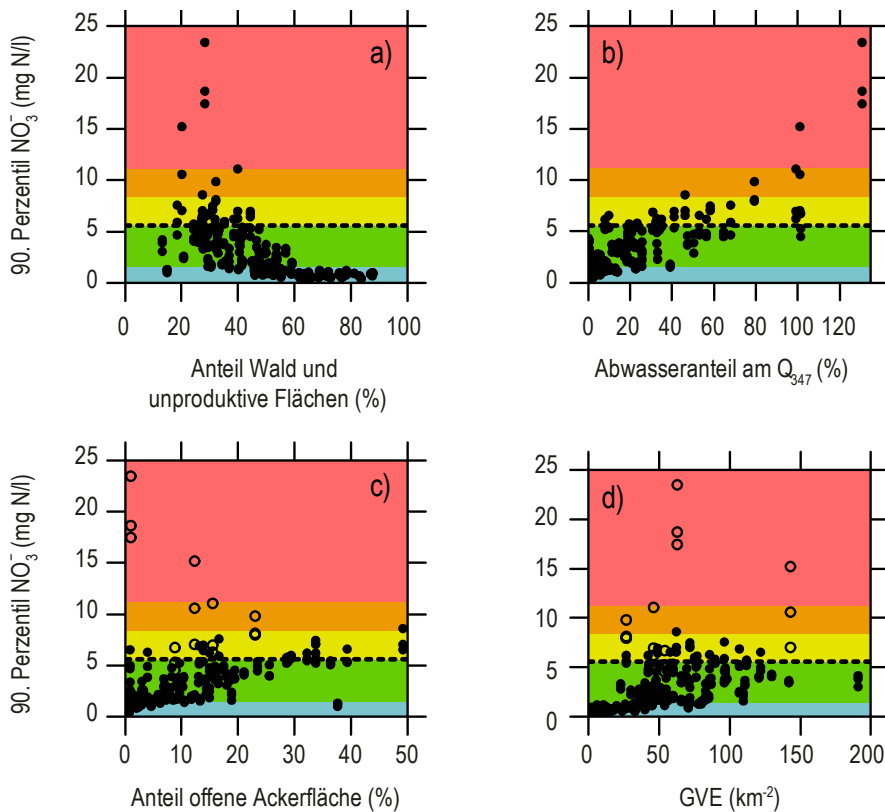 90. Perzentil NO₃⁻ (mg N/l)
25
20
15
10
5
0
a)
0 20 40 60 80 100
Anteil Wald und
unproduktive Flächen (%)
25
20
15
10
5
0
b)
0 20 40 60 80 100 120
Abwasseranteil am Q₃₄₇ (%)
90. Perzentil NO₃⁻ (mg N/l)
25
20
15
10
5
0
c)
0 10 20 30 40 50
Anteil offene Ackerfläche (%)
25
20
15
10
5
0
d)
0 50 100 150 200
GVE (km⁻²)